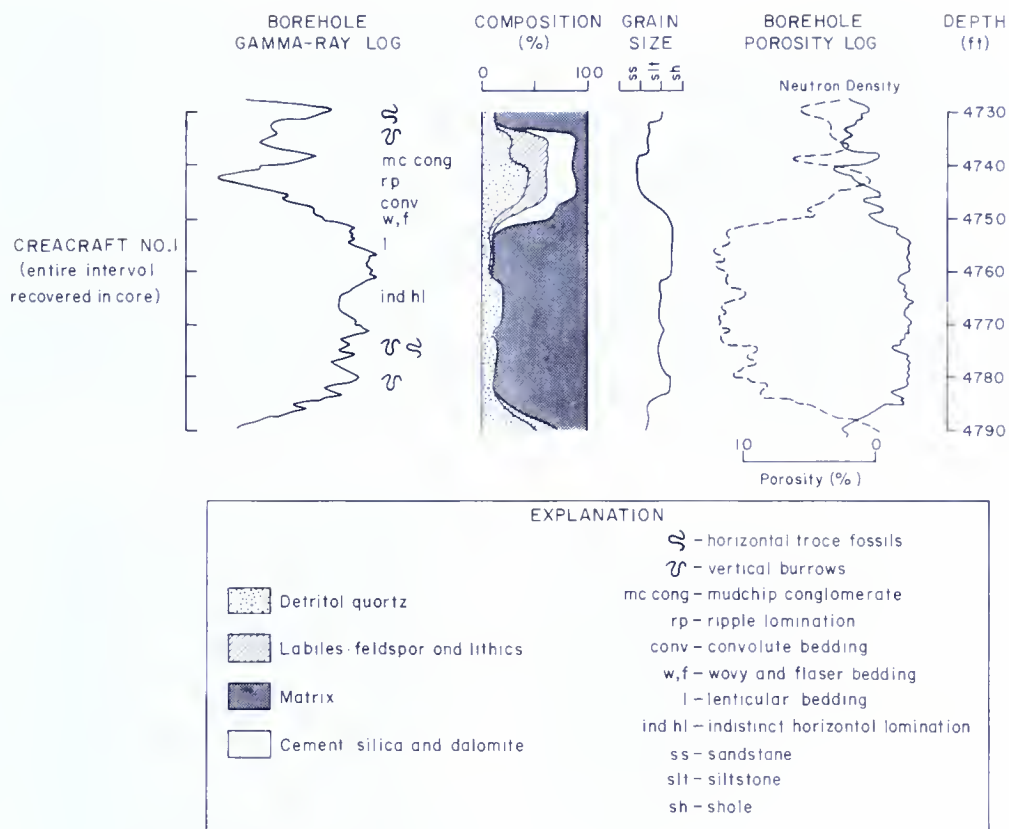 BOREHOLE
GAMMA-RAY LOG
COMPOSITION
(%)
GRAIN
SIZE
BOREHOLE
POROSITY LOG
DEPTH
(ft)
0 100
ss slt sh
Neutron Density
mc cong
rp
conv
w,f
l
ind hl
CREACRAFT NO.1
(entire intervol
recovered in core)
4730
4740
4750
4760
4770
4780
4790
10 0
Porosity (%)
EXPLANATION
Detritol quortz
Labiles-feldspor ond lithics
Matrix
Cement silica and dalomite
– horizontal troce fossils
– vertical burrows
mc cong – mudchip conglomerate
rp – ripple lomination
conv – convolute bedding
w,f – wovy and flaser bedding
l – lenticular bedding
ind hl – indistinct horizontol lomination
ss – sandstane
slt – siltstone
sh – shole